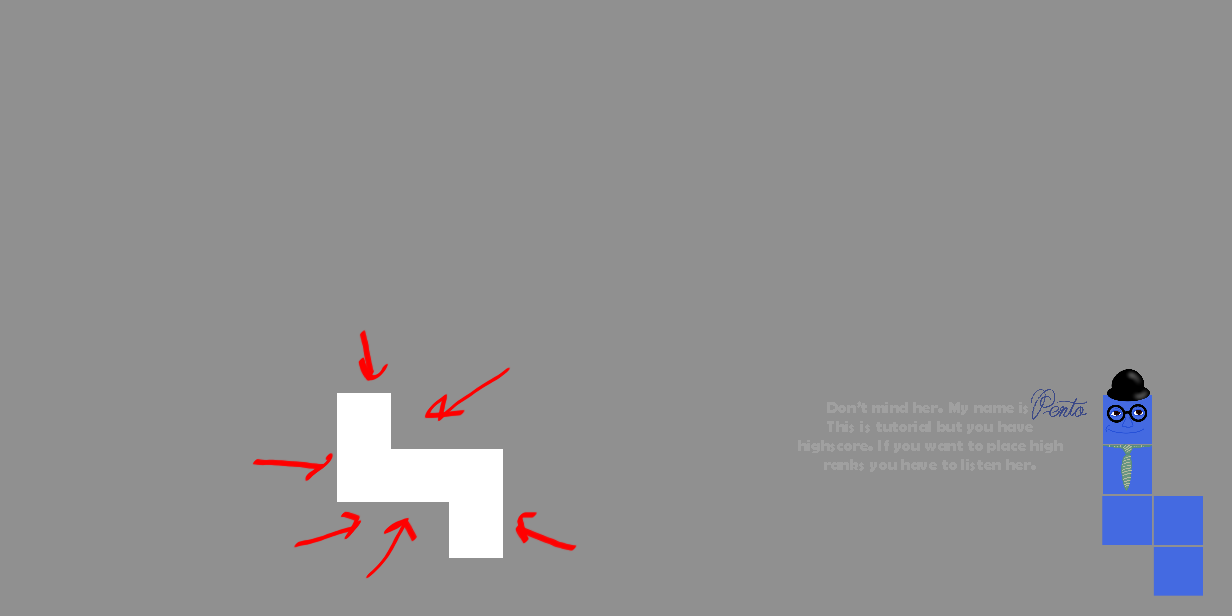 Don't mind her. My name is Pento
This is tutorial but you have
highscore. If you want to place high
ranks you have to listen her.